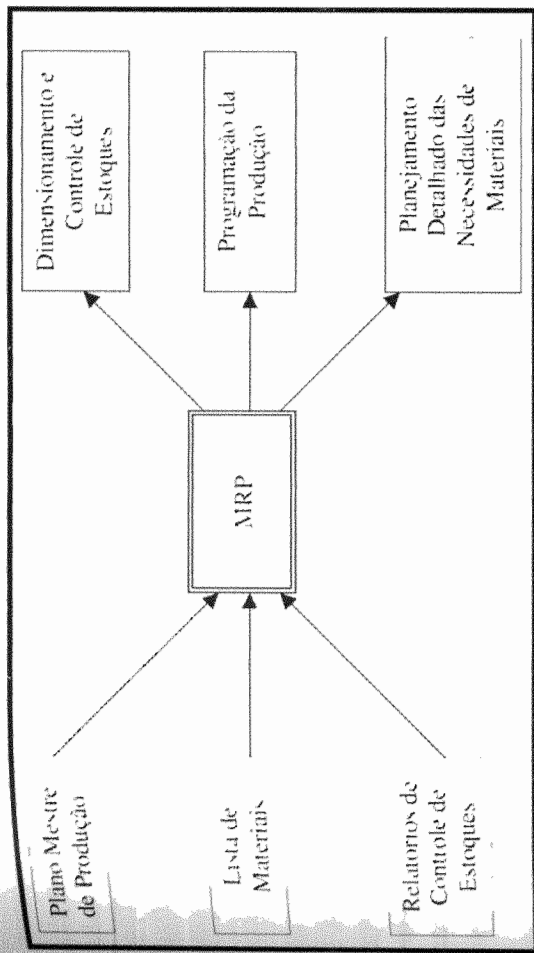 Plano Mestre
de Produção
Lista de
Materiais
Relatórios de
Controle de
Estoques
MRP
Dimensionamento e
Controle de
Estoques
Programação da
Produção
Planejamento
Detalhado das
Necessidades de
Materiais